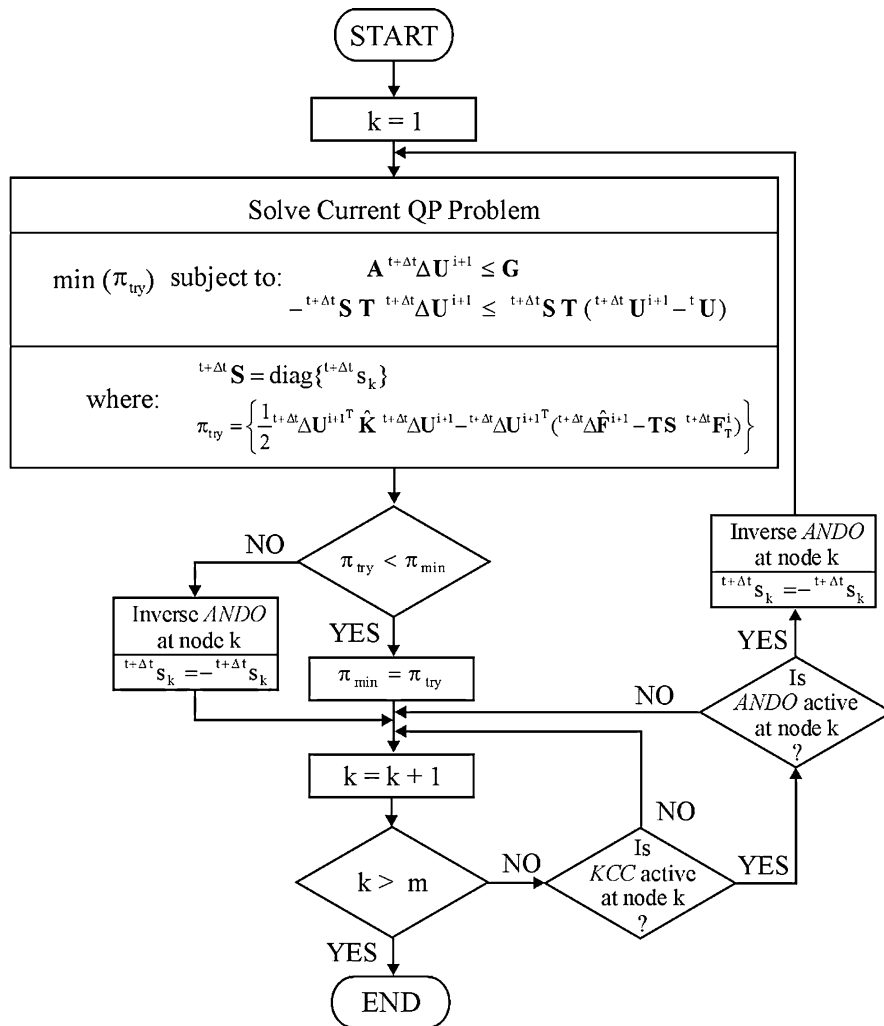 START
k = 1
Solve Current QP Problem
min (π_try) subject to: A ^{t+Δt}ΔU^{i+1} ≤ G
-^{t+Δt}S T ^{t+Δt}ΔU^{i+1} ≤ ^{t+Δt}S T (^{t+Δt}U^{i+1} - ^{t}U)
where: ^{t+Δt}S = diag{^{t+Δt}s_k}
π_try = {1/2 ^{t+Δt}ΔU^{i+1^T} K̂ ^{t+Δt}ΔU^{i+1} - ^{t+Δt}ΔU^{i+1^T} (^{t+Δt}ΔF̂^{i+1} - TS ^{t+Δt}F_T^i)}
NO
π_try < π_min
Inverse ANDO
at node k
^{t+Δt}s_k = -^{t+Δt}s_k
YES
π_min = π_try
Inverse ANDO
at node k
^{t+Δt}s_k = -^{t+Δt}s_k
YES
NO
Is
ANDO active
at node k
?
k = k + 1
NO
k > m
NO
Is
KCC active
at node k
?
YES
YES
END